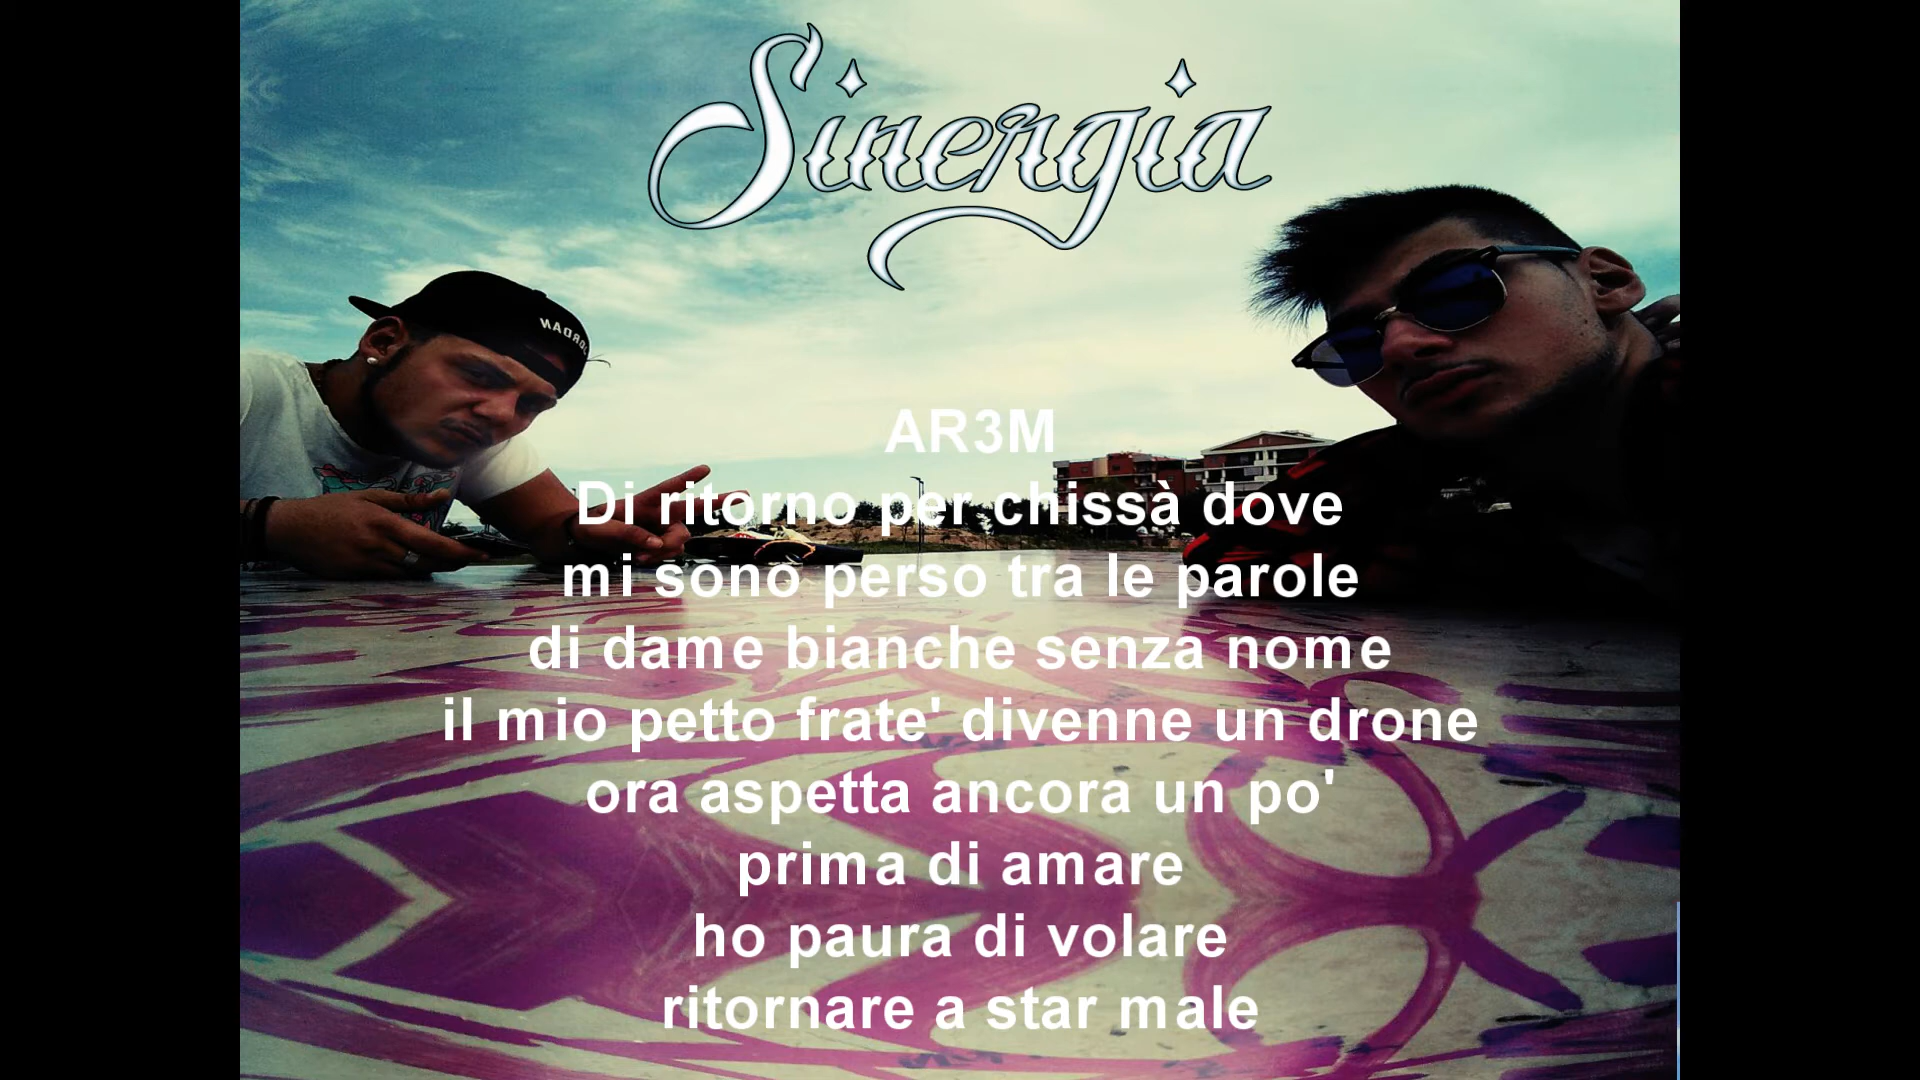 Sinergia
JORDAN
AR3M
Di ritorno per chissà dove
mi sono perso tra le parole
di dame bianche senza nome
il mio petto frate' divenne un drone
ora aspetta ancora un po'
prima di amare
ho paura di volare
ritornare a star male